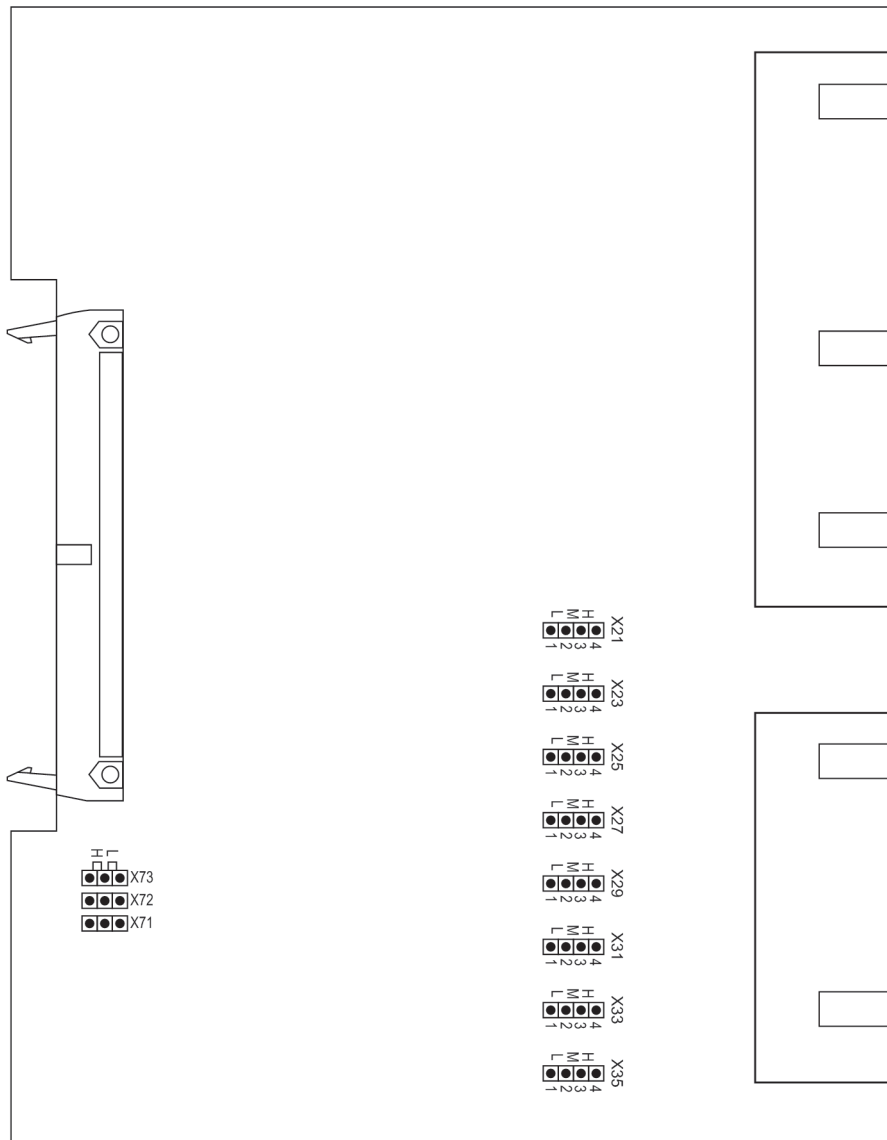 L M H X21
1 2 3 4
L M H X23
1 2 3 4
L M H X25
1 2 3 4
L M H X27
1 2 3 4
H L
X73
L M H X29
1 2 3 4
X72
X71
L M H X31
1 2 3 4
L M H X33
1 2 3 4
L M H X35
1 2 3 4